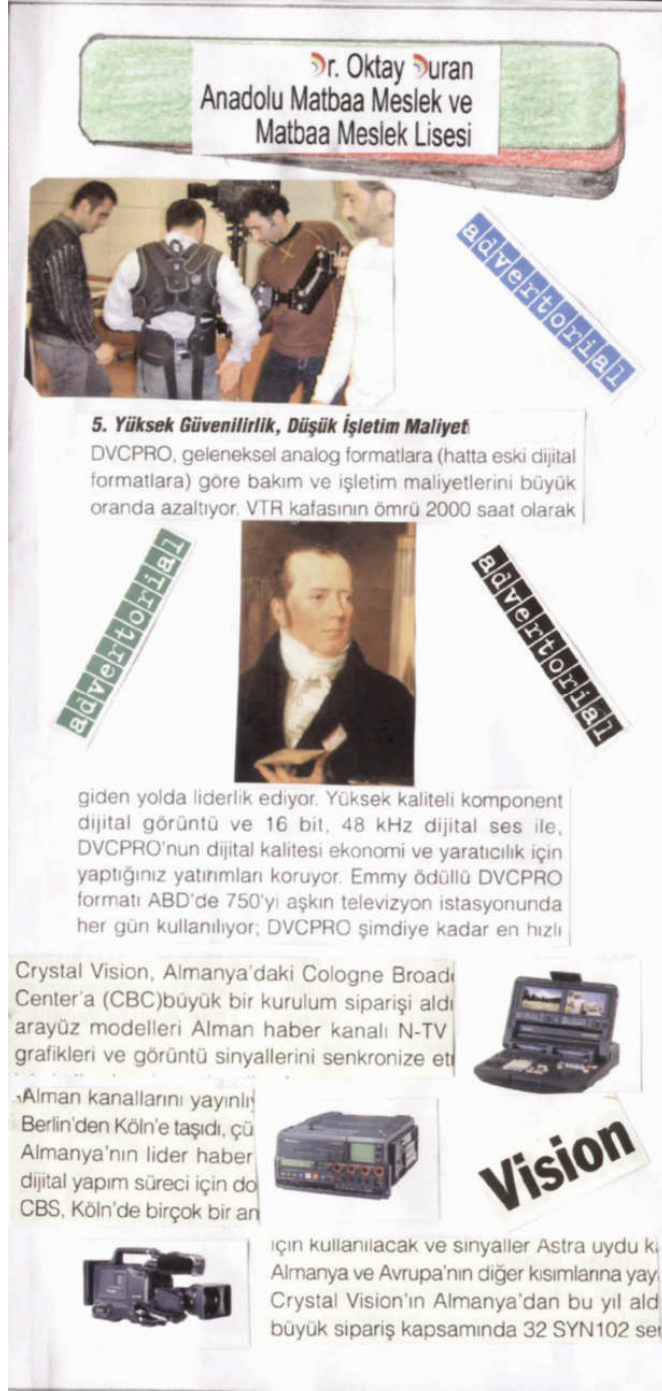 Dr. Oktay Duran
Anadolu Matbaa Meslek ve
Matbaa Meslek Lisesi
advertorial
5. Yüksek Güvenilirlik, Düşük İşletim Maliyet
DVCPRO, geleneksel analog formatlara (hatta eski dijital
formatlara) göre bakım ve işletim maliyetlerini büyük
oranda azaltıyor. VTR kafasının ömrü 2000 saat olarak
advertorial
advertorial
giden yolda liderlik ediyor. Yüksek kaliteli komponent
dijital görüntü ve 16 bit, 48 kHz dijital ses ile,
DVCPRO'nun dijital kalitesi ekonomi ve yaratıcılık için
yaptığınız yatırımları koruyor. Emmy ödüllü DVCPRO
formatı ABD'de 750'yi aşkın televizyon istasyonunda
her gün kullanılıyor; DVCPRO şimdiye kadar en hızlı
Crystal Vision, Almanya'daki Cologne Broad
Center'a (CBC)büyük bir kurulum siparişi aldı
arayüz modelleri Alman haber kanalı N-TV
grafikleri ve görüntü sinyallerini senkronize et
Alman kanallarını yayınlı
Berlin'den Köln'e taşıdı, çü
Almanya'nın lider haber
dijital yapım süreci için do
CBS, Köln'de birçok bir an
Vision
için kullanılacak ve sinyaller Astra uydu k
Almanya ve Avrupa'nın diğer kısımlarına yay
Crystal Vision'ın Almanya'dan bu yıl ald
büyük sipariş kapsamında 32 SYN102 se